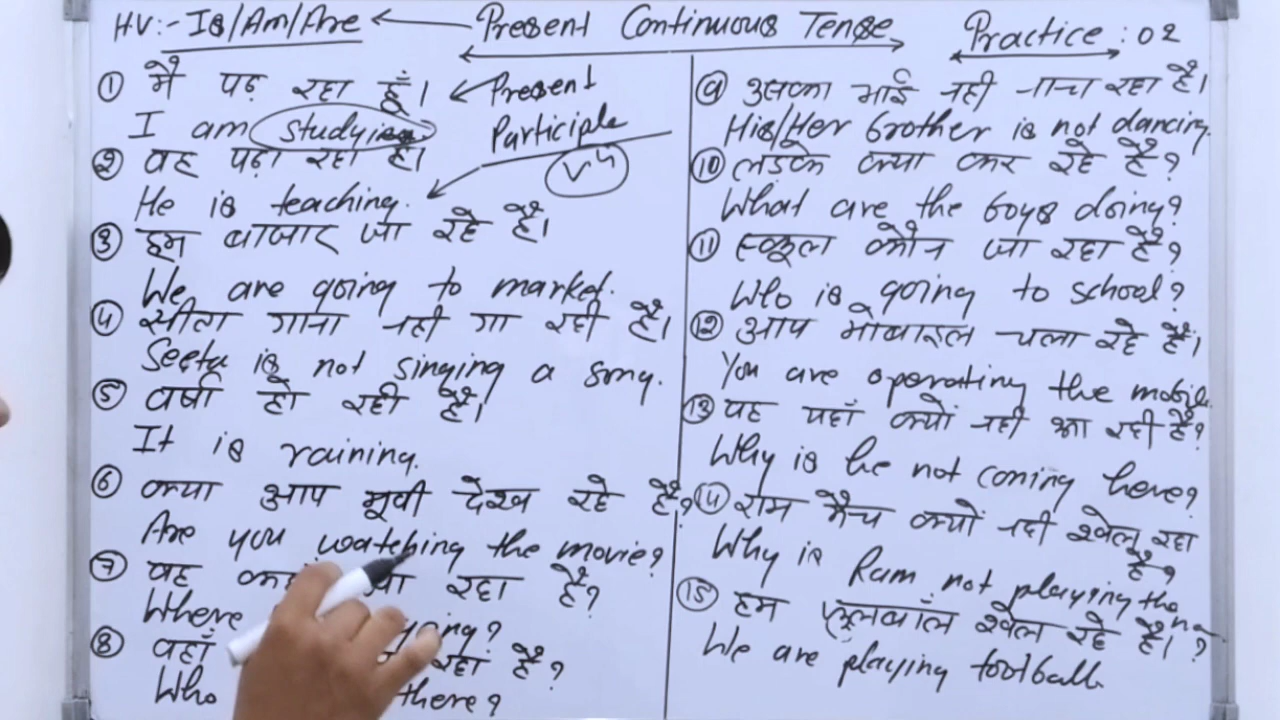 HV:- Is/Am/Are ← Present Continuous Tense Practice: 02
① मै पढ़ रहा हूँ। ← Present
I am studying Participle
② वह पढ़ा रहा है। V⁴
He is teaching.
③ हम बाजार जा रहे है।
We are going to market.
④ सीता गाना नही गा रही है।
Seeta is not singing a song.
⑤ वर्षा हो रही है।
It is raining.
⑥ क्या आप मूवी देख रहे है?
Are you watching the movie?
⑦ वह रहा है?
Where
⑧ वहाँ रहा है?
Who there?
⑨ उसका भाई नही नाच रहा है।
His/Her brother is not dancing.
⑩ लड़के क्या कर रहे है?
What are the boys doing?
⑪ स्कूल कौन जा रहा है?
Who is going to school?
⑫ आप मोबाइल चला रहे है।
You are operating the mobile.
⑬ वह यहाँ क्यों नही आ रही है?
Why is he not coming here?
⑭ राम मैच क्यों नही खेल रहा
है?
Why is Ram not playing the
?
⑮ हम फूलबॉल खेल रहे है।
We are playing football.